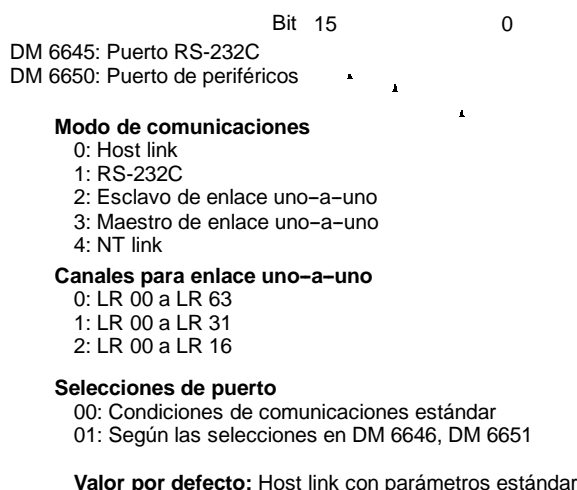 Bit 15 0
DM 6645: Puerto RS-232C
DM 6650: Puerto de periféricos
Modo de comunicaciones
0: Host link
1: RS-232C
2: Esclavo de enlace uno-a-uno
3: Maestro de enlace uno-a-uno
4: NT link
Canales para enlace uno-a-uno
0: LR 00 a LR 63
1: LR 00 a LR 31
2: LR 00 a LR 16
Selecciones de puerto
00: Condiciones de comunicaciones estándar
01: Según las selecciones en DM 6646, DM 6651
Valor por defecto: Host link con parámetros estándar